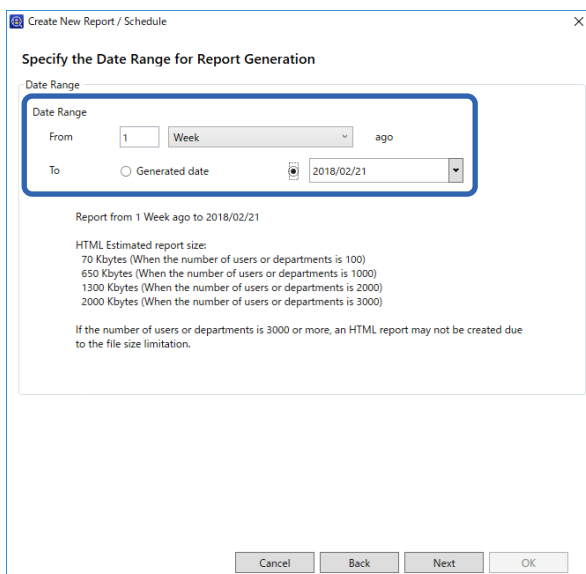 Create New Report / Schedule
Specify the Date Range for Report Generation
Date Range
Date Range
From 1 Week ago
To Generated date 2018/02/21
Report from 1 Week ago to 2018/02/21
HTML Estimated report size:
70 Kbytes (When the number of users or departments is 100)
650 Kbytes (When the number of users or departments is 1000)
1300 Kbytes (When the number of users or departments is 2000)
2000 Kbytes (When the number of users or departments is 3000)
If the number of users or departments is 3000 or more, an HTML report may not be created due
to the file size limitation.
Cancel Back Next OK